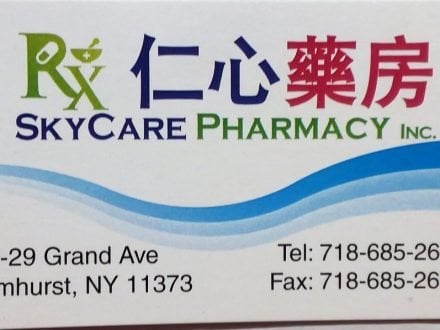 Rx 仁心藥房
SKYCARE PHARMACY INC.
-29 Grand Ave
mhurst, NY 11373
Tel: 718-685-26
Fax: 718-685-26